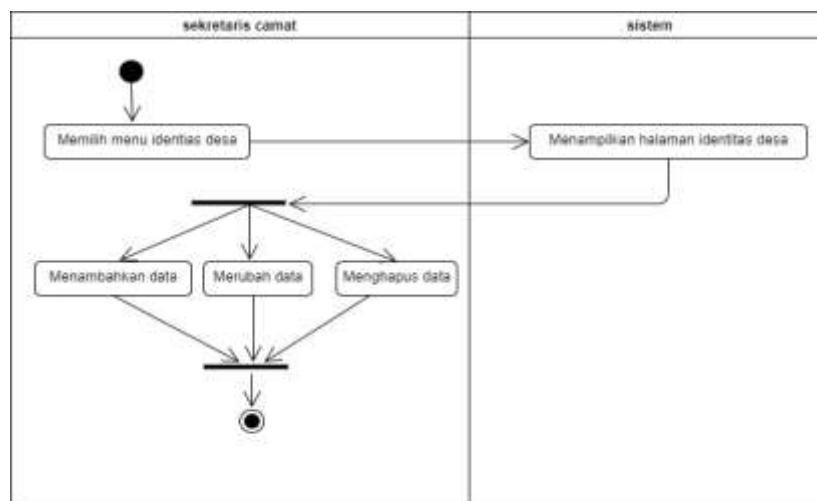 sekretaris camat
sistem
Memilih menu identias desa
Menampilkan halaman identitas desa
Menambahkan data
Merubah data
Menghapus data